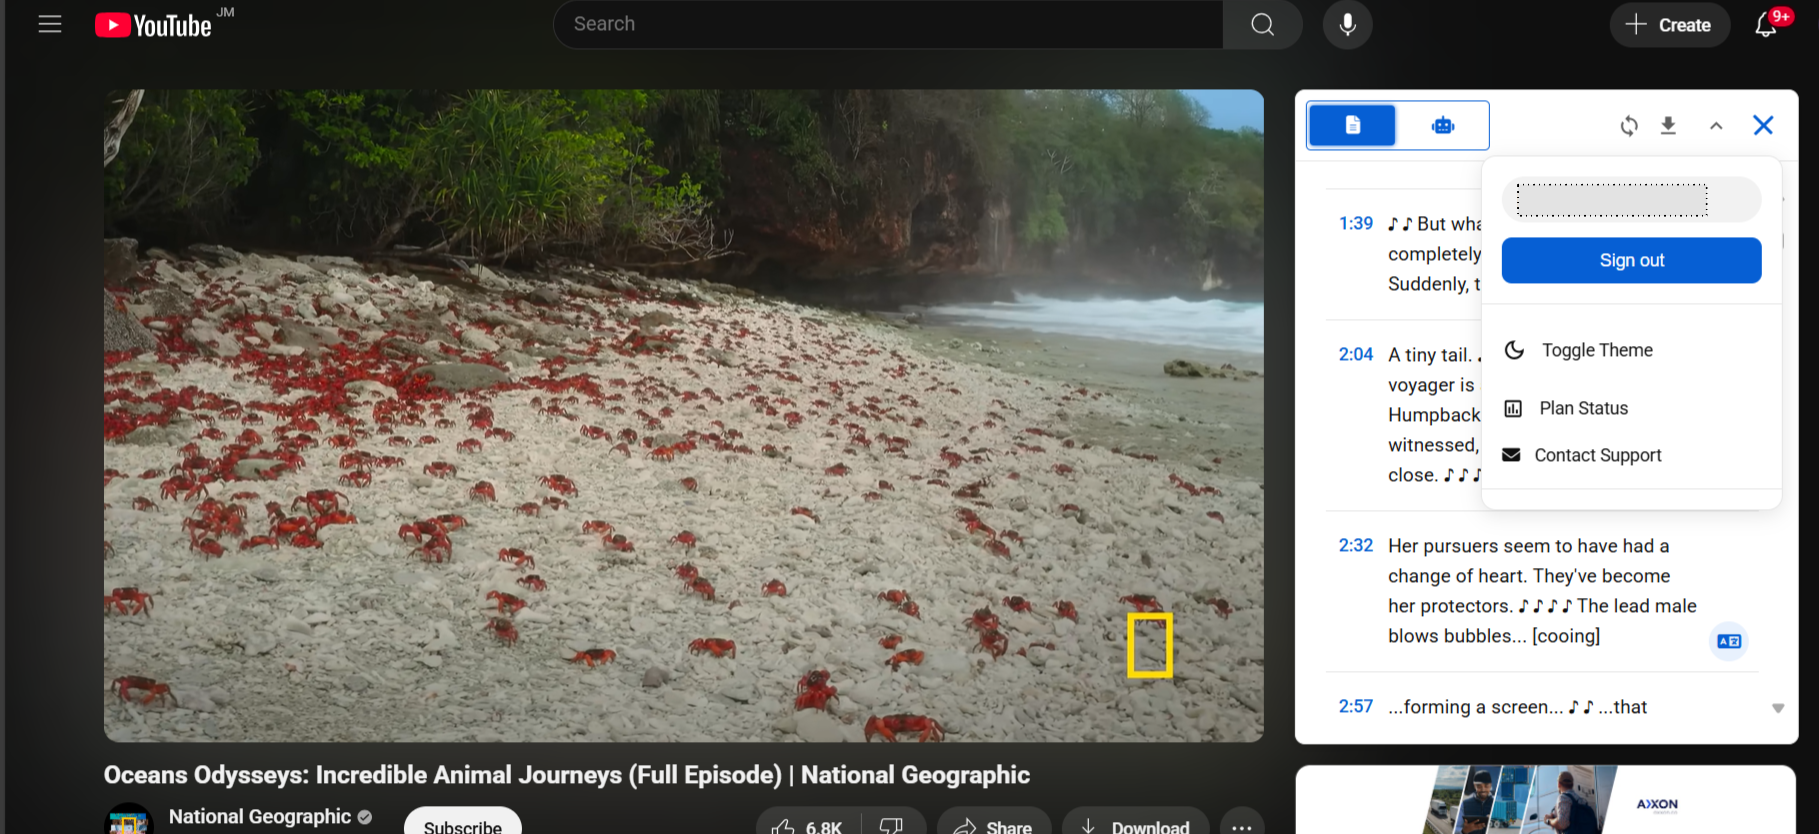 YouTube JM
Search
Create
9+
1:39 ♪ ♪ But wha
completely
Suddenly, t
Sign out
Toggle Theme
Plan Status
Contact Support
2:04 A tiny tail.
voyager is
Humpback
witnessed,
close. ♪ ♪ ♪
2:32 Her pursuers seem to have had a
change of heart. They've become
her protectors. ♪ ♪ ♪ ♪ The lead male
blows bubbles... [cooing]
2:57 ...forming a screen... ♪ ♪ ...that
Oceans Odysseys: Incredible Animal Journeys (Full Episode) | National Geographic
National Geographic
Subscribe
6.8K
Share
Download
AXXON